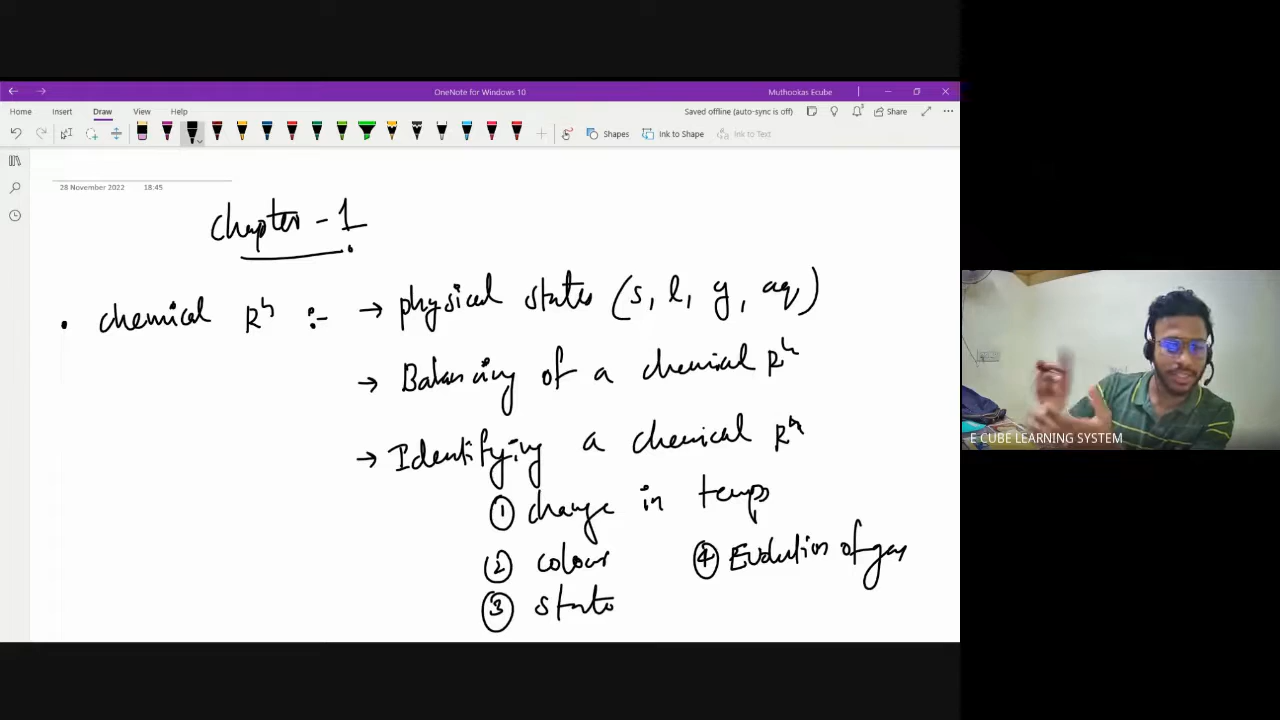 OneNote for Windows 10
Muthookas Ecube
Home Insert Draw View Help
Saved offline (auto-sync is off)
Share
Shapes
Ink to Shape
Ink to Text
28 November 2022 18:45
Chapter - 1
• chemical Rn :- → physical states (s, l, g, aq)
→ Balancing of a chemical Rn
→ Identifying a chemical Rn
① change in temp
② colour ④ Evolution of gas
③ state
E CUBE LEARNING SYSTEM